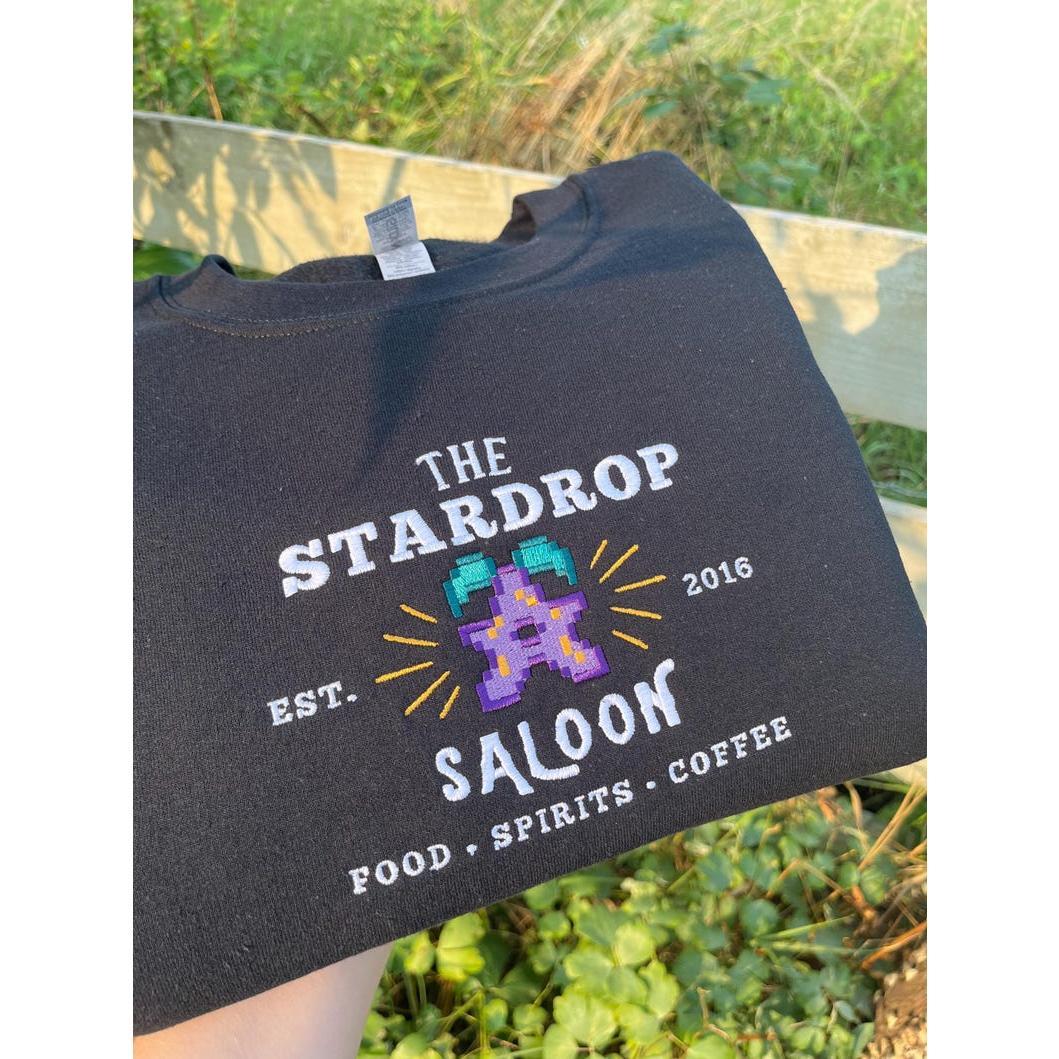 THE
STARDROP
EST.
2016
SALOON
FOOD · SPIRITS · COFFEE